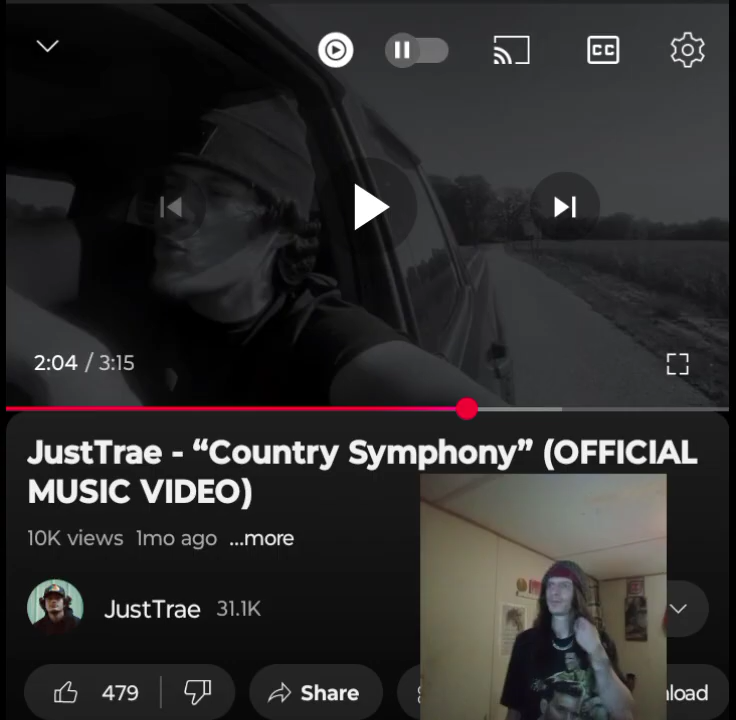 CC
2:04 / 3:15
JustTrae - “Country Symphony” (OFFICIAL
MUSIC VIDEO)
10K views 1mo ago ...more
JustTrae 31.1K
479 Share nload